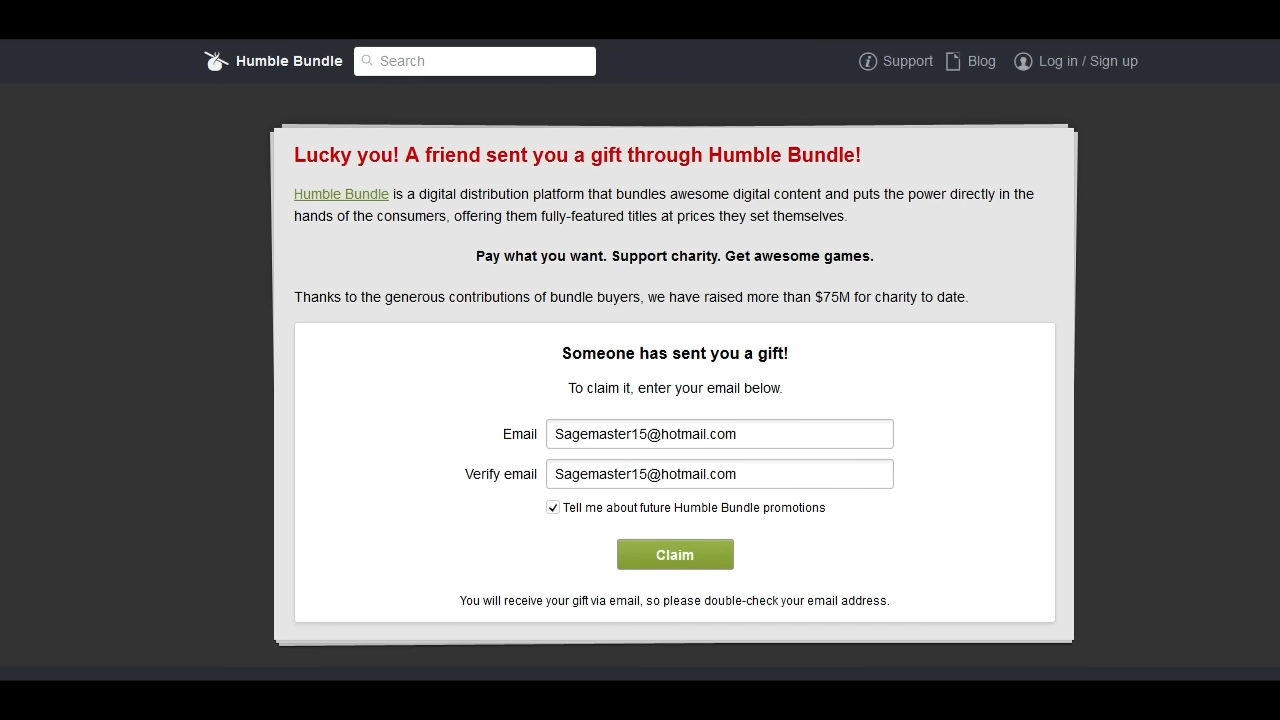 Humble Bundle
Search
Support
Blog
Log in / Sign up
Lucky you! A friend sent you a gift through Humble Bundle!
Humble Bundle is a digital distribution platform that bundles awesome digital content and puts the power directly in the
hands of the consumers, offering them fully-featured titles at prices they set themselves.
Pay what you want. Support charity. Get awesome games.
Thanks to the generous contributions of bundle buyers, we have raised more than $75M for charity to date.
Someone has sent you a gift!
To claim it, enter your email below.
Email Sagemaster15@hotmail.com
Verify email Sagemaster15@hotmail.com
Tell me about future Humble Bundle promotions
Claim
You will receive your gift via email, so please double-check your email address.